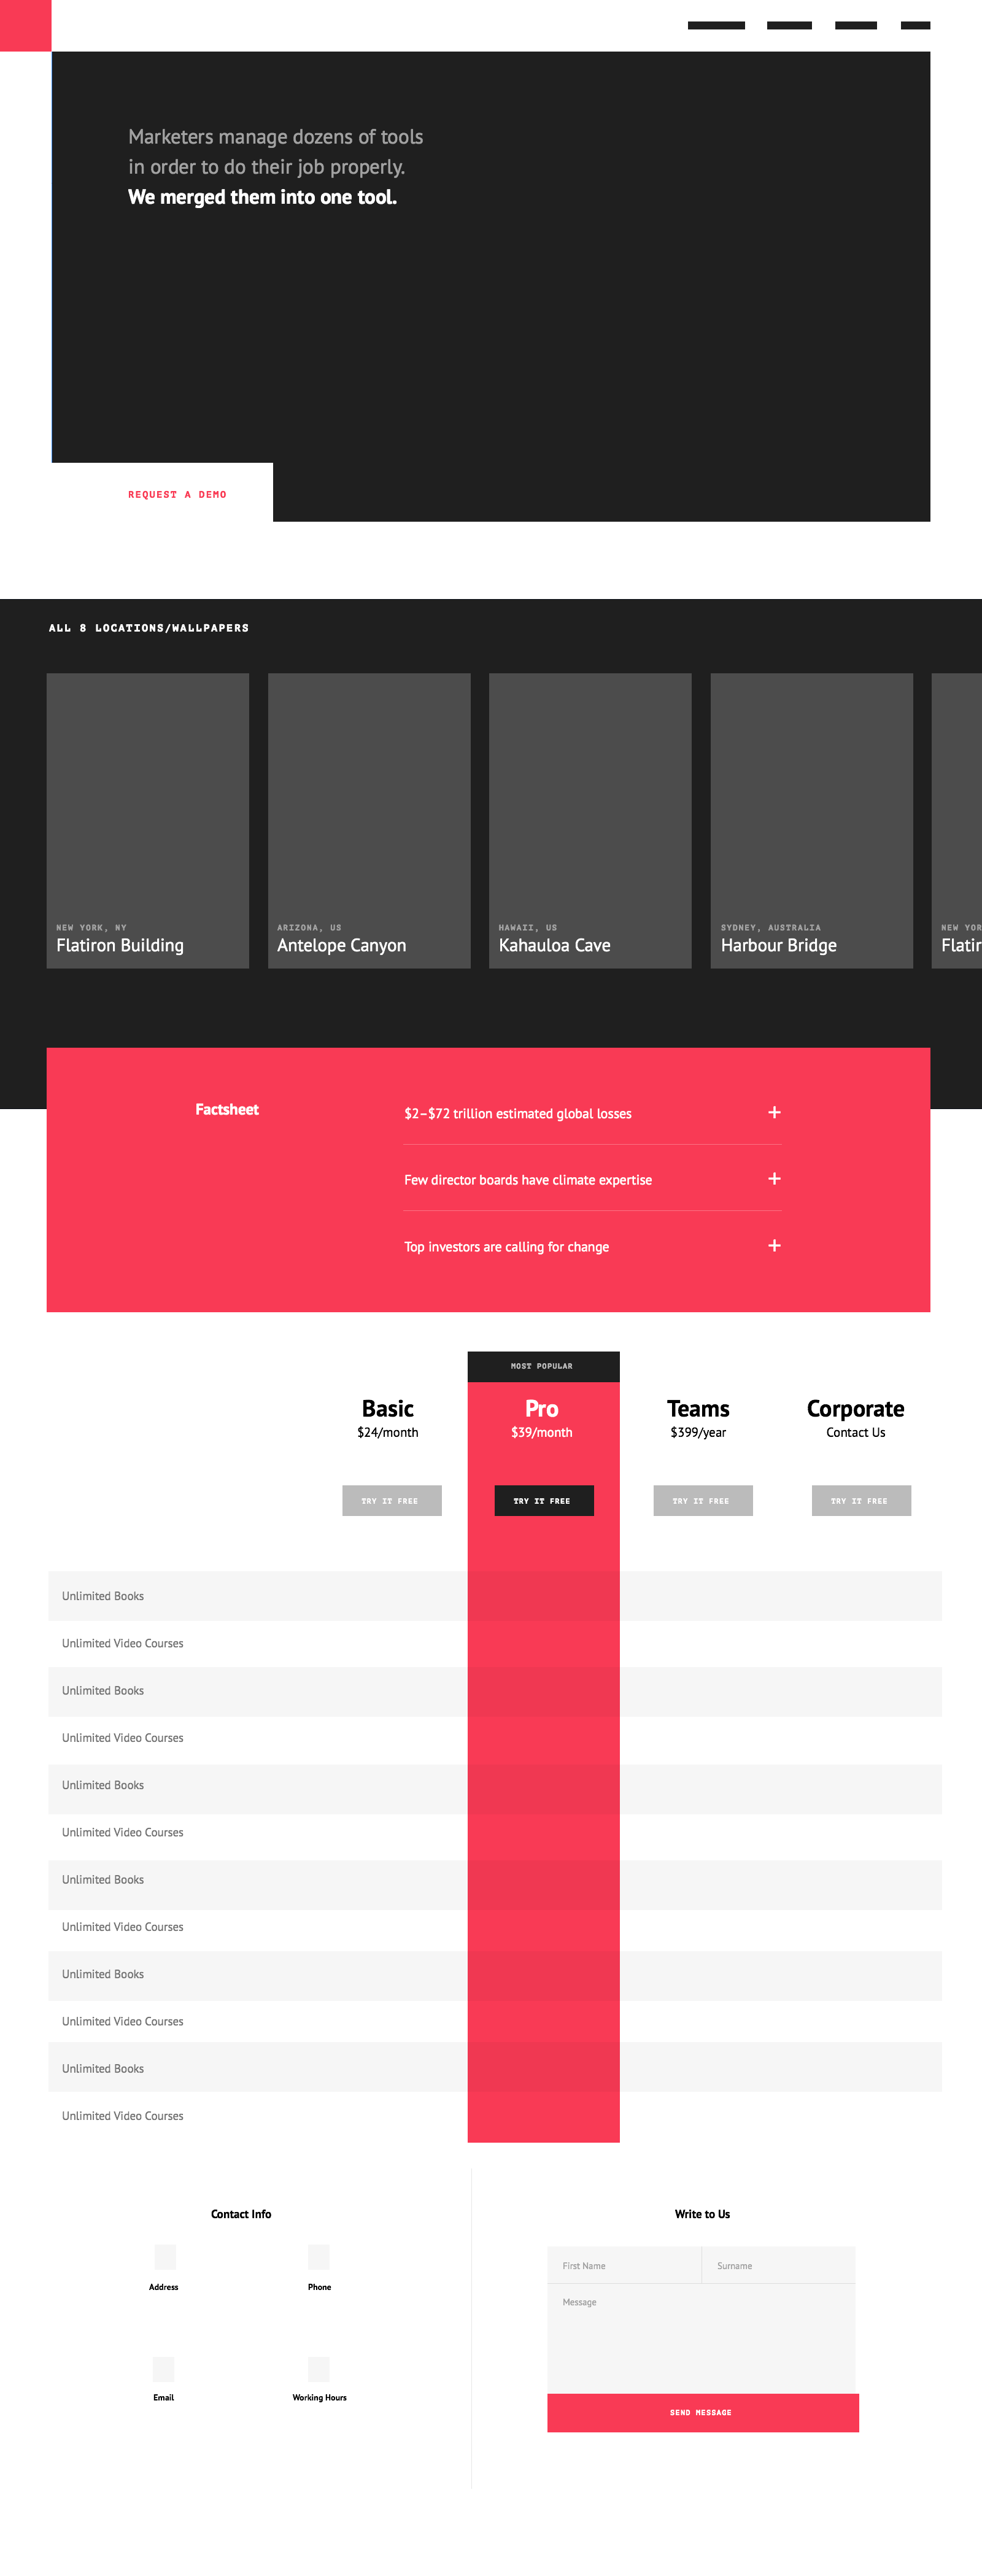 Marketers manage dozens of tools
in order to do their job properly.
We merged them into one tool.
REQUEST A DEMO
ALL 8 LOCATIONS/WALLPAPERS
NEW YORK, NY
Flatiron Building
ARIZONA, US
Antelope Canyon
HAWAII, US
Kahauloa Cave
SYDNEY, AUSTRALIA
Harbour Bridge
NEW YOR
Flatir
Factsheet
$2–$72 trillion estimated global losses
+
Few director boards have climate expertise
+
Top investors are calling for change
+
MOST POPULAR
Basic
$24/month
TRY IT FREE
Pro
$39/month
TRY IT FREE
Teams
$399/year
TRY IT FREE
Corporate
Contact Us
TRY IT FREE
Unlimited Books
Unlimited Video Courses
Unlimited Books
Unlimited Video Courses
Unlimited Books
Unlimited Video Courses
Unlimited Books
Unlimited Video Courses
Unlimited Books
Unlimited Video Courses
Unlimited Books
Unlimited Video Courses
Contact Info
Address
Phone
Email
Working Hours
Write to Us
First Name
Surname
Message
SEND MESSAGE